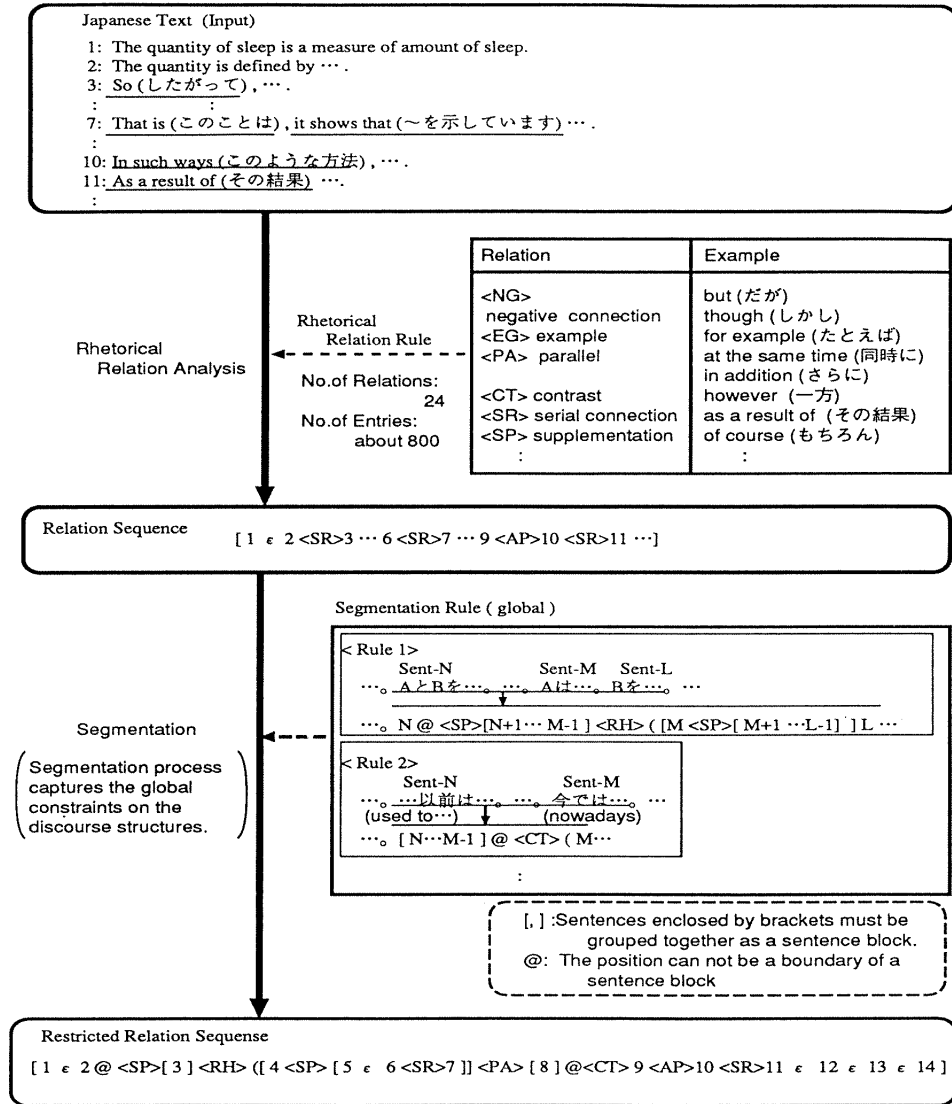 Japanese Text (Input)
1: The quantity of sleep is a measure of amount of sleep.
2: The quantity is defined by ….
3: So (したがって), ….
: :
7: That is (このことは), it shows that (～を示しています) ….
:
10: In such ways (このような方法), ….
11: As a result of (その結果) ….
:
Relation Example
<NG> but (だが)
negative connection though (しかし)
<EG> example for example (たとえば)
<PA> parallel at the same time (同時に)
in addition (さらに)
<CT> contrast however (一方)
<SR> serial connection as a result of (その結果)
<SP> supplementation of course (もちろん)
: :
Rhetorical
Relation Rule
No.of Relations:
24
No.of Entries:
about 800
Rhetorical
Relation Analysis
Relation Sequence [ 1 ε 2 <SR>3 … 6 <SR>7 … 9 <AP>10 <SR>11 …]
Segmentation Rule ( global )
< Rule 1>
Sent-N Sent-M Sent-L
…。AとBを…。…。Aは…。Bを…。…
…。N @ <SP>[N+1… M-1 ] <RH> ( [M <SP>[ M+1 …L-1] ] L …
< Rule 2>
Sent-N Sent-M
…。…以前は…。…。今では…。…
(used to…) (nowadays)
…。[ N…M-1 ] @ <CT> ( M…
:
Segmentation
Segmentation process
captures the global
constraints on the
discourse structures.
[, ] :Sentences enclosed by brackets must be
grouped together as a sentence block.
@: The position can not be a boundary of a
sentence block
Restricted Relation Sequense
[ 1 ε 2 @ <SP>[ 3 ] <RH> ([ 4 <SP> [ 5 ε 6 <SR>7 ]] <PA> [ 8 ] @<CT> 9 <AP>10 <SR>11 ε 12 ε 13 ε 14 ]